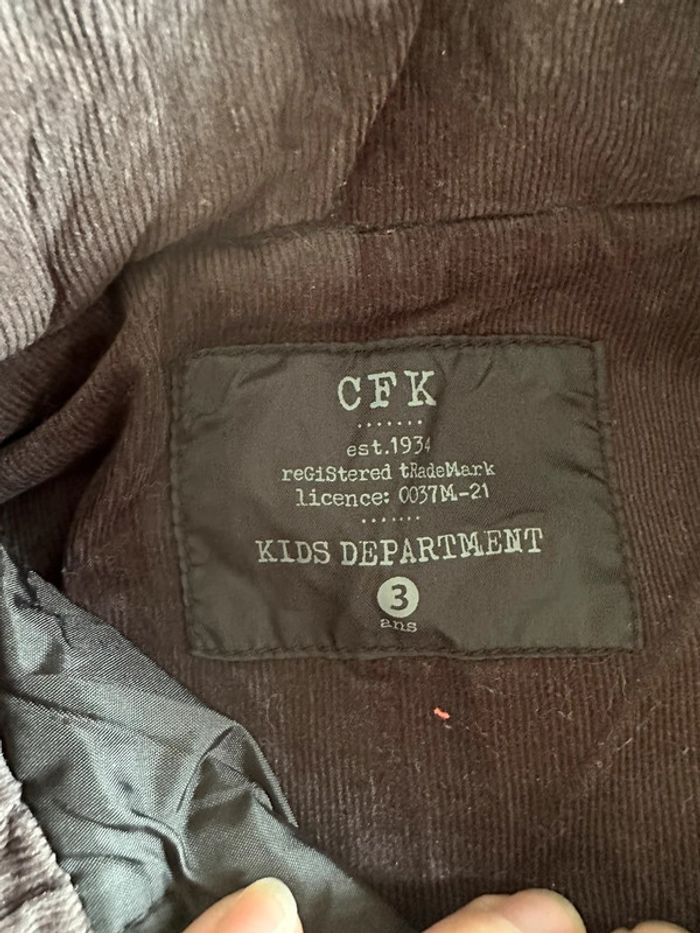 CFK
est.1934
reGiStered tRadeMark
licence: 0037M-21
KIDS DEPARTMENT
3
ans